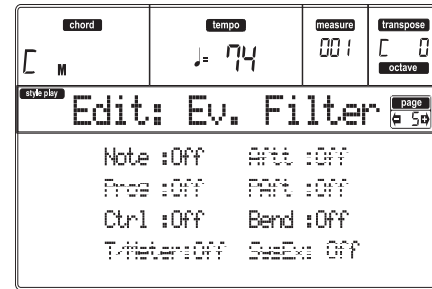 chord tempo measure transpose
C M ♩= 74 001 C 0
octave
style play Edit: Ev. Filter page 5
Note :Off Aftt :Off
Prog :Off PAft :Off
Ctrl :Off Bend :Off
T/Meter:Off SysEx: Off